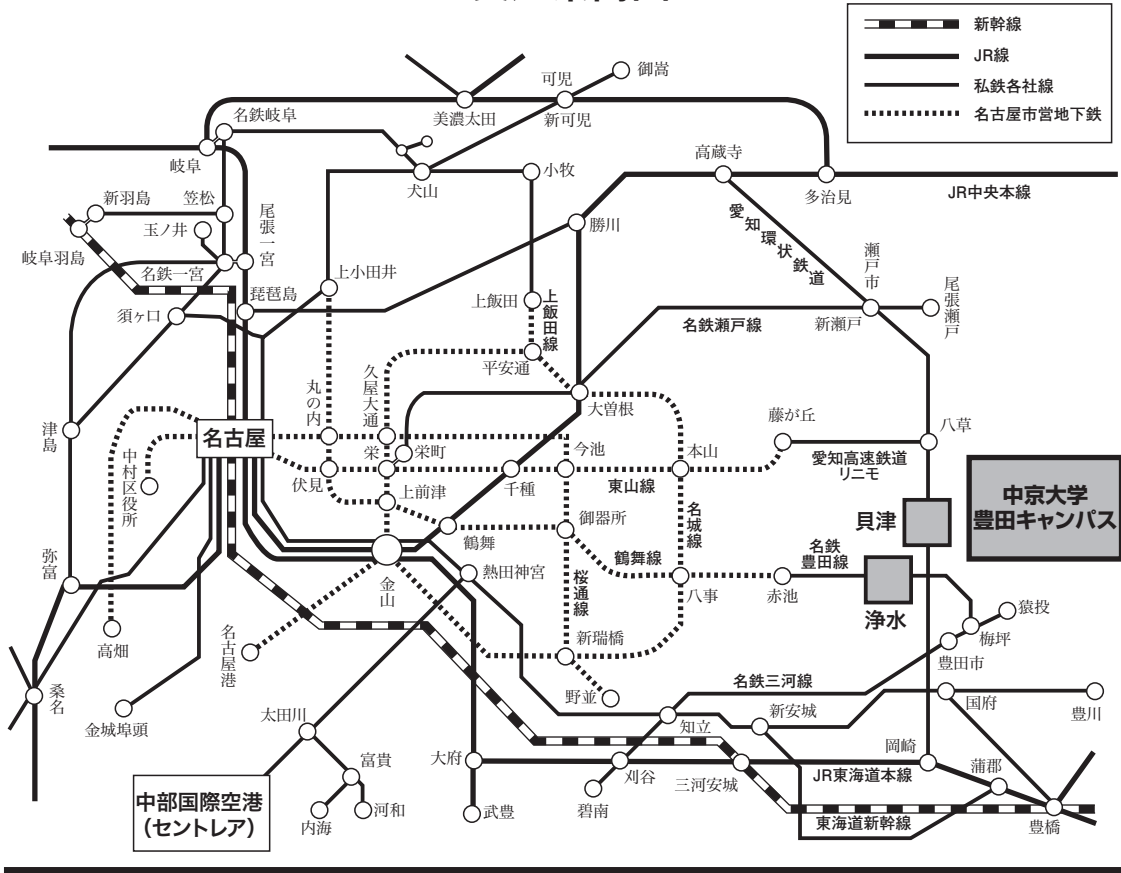 新幹線
JR線
私鉄各社線
名古屋市営地下鉄
御嵩
可児
新可児
美濃太田
名鉄岐阜
岐阜
犬山
小牧
高蔵寺
多治見
JR中央本線
新羽島
笠松
尾張一宮
玉ノ井
岐阜羽島
名鉄一宮
勝川
愛知環状鉄道
瀬戸市
上小田井
琵琶島
須ヶ口
上飯田
上飯田線
名鉄瀬戸線
新瀬戸
尾張瀬戸
平安通
久屋大通
丸の内
大曽根
藤が丘
八草
津島
名古屋
中村区役所
栄
栄町
今池
本山
愛知高速鉄道
リニモ
伏見
千種
東山線
上前津
中京大学
豊田キャンパス
貝津
御器所
名城線
鶴舞
鶴舞線
名鉄
豊田線
弥富
金山
熱田神宮
桜通線
八事
赤池
浄水
猿投
梅坪
豊田市
高畑
名古屋港
新瑞橋
野並
名鉄三河線
桑名
金城埠頭
太田川
知立
新安城
国府
豊川
富貴
大府
刈谷
三河安城
岡崎
JR東海道本線
蒲郡
中部国際空港
(セントレア)
内海
河和
武豊
碧南
東海道新幹線
豊橋